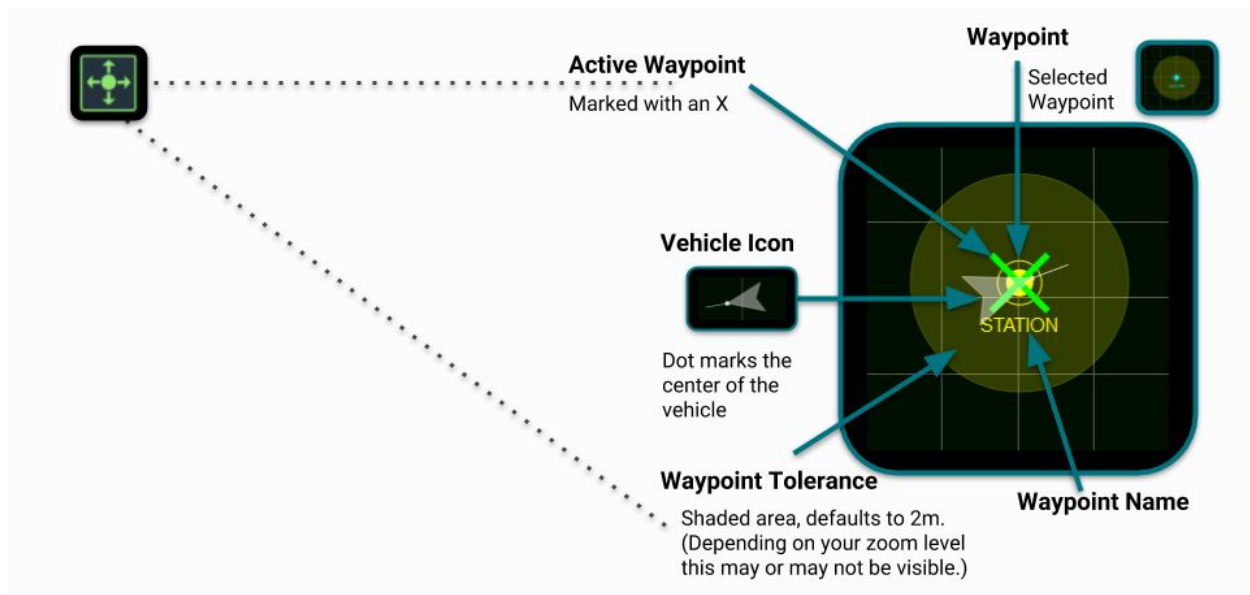 Waypoint
Selected
Waypoint
Active Waypoint
Marked with an X
Vehicle Icon
Dot marks the
center of the
vehicle
STATION
Waypoint Tolerance
Shaded area, defaults to 2m.
(Depending on your zoom level
this may or may not be visible.)
Waypoint Name